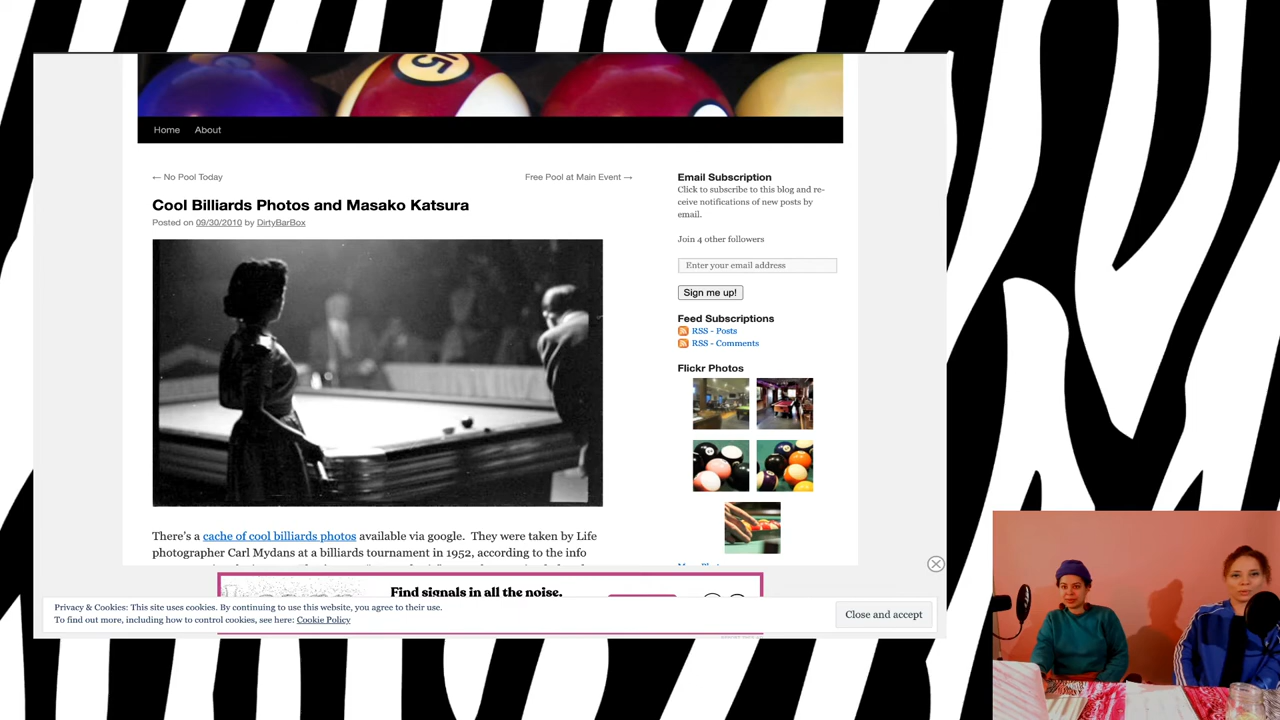 15
Home About
← No Pool Today
Free Pool at Main Event →
Cool Billiards Photos and Masako Katsura
Posted on 09/30/2010 by DirtyBarBox
There's a cache of cool billiards photos available via google. They were taken by Life
photographer Carl Mydans at a billiards tournament in 1952, according to the info
Email Subscription
Click to subscribe to this blog and re-
ceive notifications of new posts by
email.
Join 4 other followers
Enter your email address
Sign me up!
Feed Subscriptions
RSS - Posts
RSS - Comments
Flickr Photos
Find signals in all the noise.
Privacy & Cookies: This site uses cookies. By continuing to use this website, you agree to their use.
To find out more, including how to control cookies, see here: Cookie Policy
Close and accept